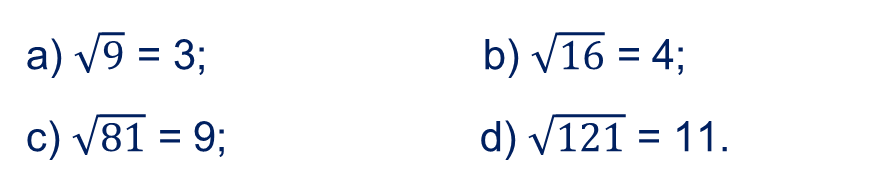 a) √9 = 3; b) √16 = 4;
c) √81 = 9; d) √121 = 11.